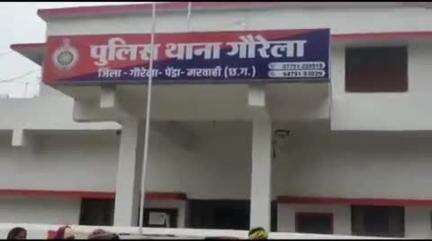 पुलिस थाना गौरेला
जिला - गौरेला- पेंड्रा- मरवाही (छ.ग.)